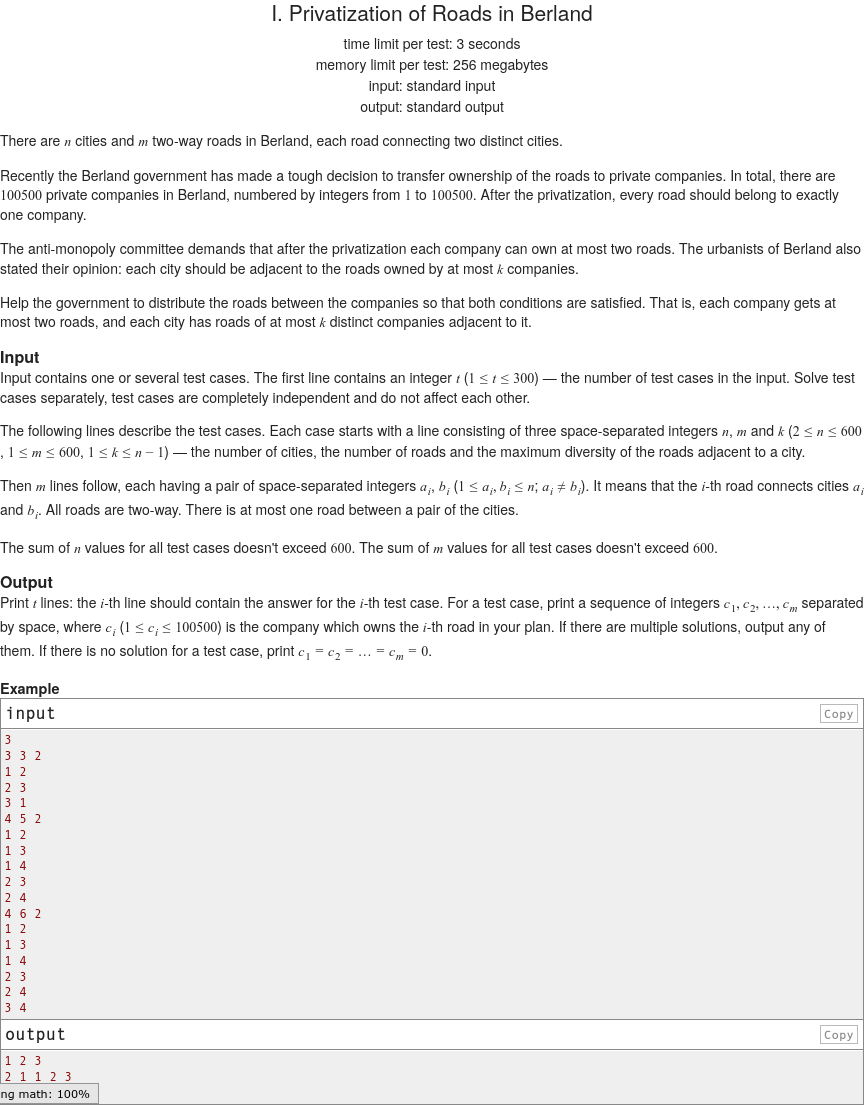 I. Privatization of Roads in Berland
time limit per test: 3 seconds
memory limit per test: 256 megabytes
input: standard input
output: standard output
There are n cities and m two-way roads in Berland, each road connecting two distinct cities.
Recently the Berland government has made a tough decision to transfer ownership of the roads to private companies. In total, there are
100500 private companies in Berland, numbered by integers from 1 to 100500. After the privatization, every road should belong to exactly
one company.
The anti-monopoly committee demands that after the privatization each company can own at most two roads. The urbanists of Berland also
stated their opinion: each city should be adjacent to the roads owned by at most k companies.
Help the government to distribute the roads between the companies so that both conditions are satisfied. That is, each company gets at
most two roads, and each city has roads of at most k distinct companies adjacent to it.
Input
Input contains one or several test cases. The first line contains an integer t (1 ≤ t ≤ 300) — the number of test cases in the input. Solve test
cases separately, test cases are completely independent and do not affect each other.
The following lines describe the test cases. Each case starts with a line consisting of three space-separated integers n, m and k (2 ≤ n ≤ 600
, 1 ≤ m ≤ 600, 1 ≤ k ≤ n − 1) — the number of cities, the number of roads and the maximum diversity of the roads adjacent to a city.
Then m lines follow, each having a pair of space-separated integers a_i, b_i (1 ≤ a_i, b_i ≤ n; a_i ≠ b_i). It means that the i-th road connects cities a_i
and b_i. All roads are two-way. There is at most one road between a pair of the cities.
The sum of n values for all test cases doesn't exceed 600. The sum of m values for all test cases doesn't exceed 600.
Output
Print t lines: the i-th line should contain the answer for the i-th test case. For a test case, print a sequence of integers c_1, c_2, ..., c_m separated
by space, where c_i (1 ≤ c_i ≤ 100500) is the company which owns the i-th road in your plan. If there are multiple solutions, output any of
them. If there is no solution for a test case, print c_1 = c_2 = ... = c_m = 0.
Example
input
Copy
3
3 3 2
1 2
2 3
3 1
4 5 2
1 2
1 3
1 4
2 3
2 4
4 6 2
1 2
1 3
1 4
2 3
2 4
3 4
output
Copy
1 2 3
2 1 1 2 3
ng math: 100%